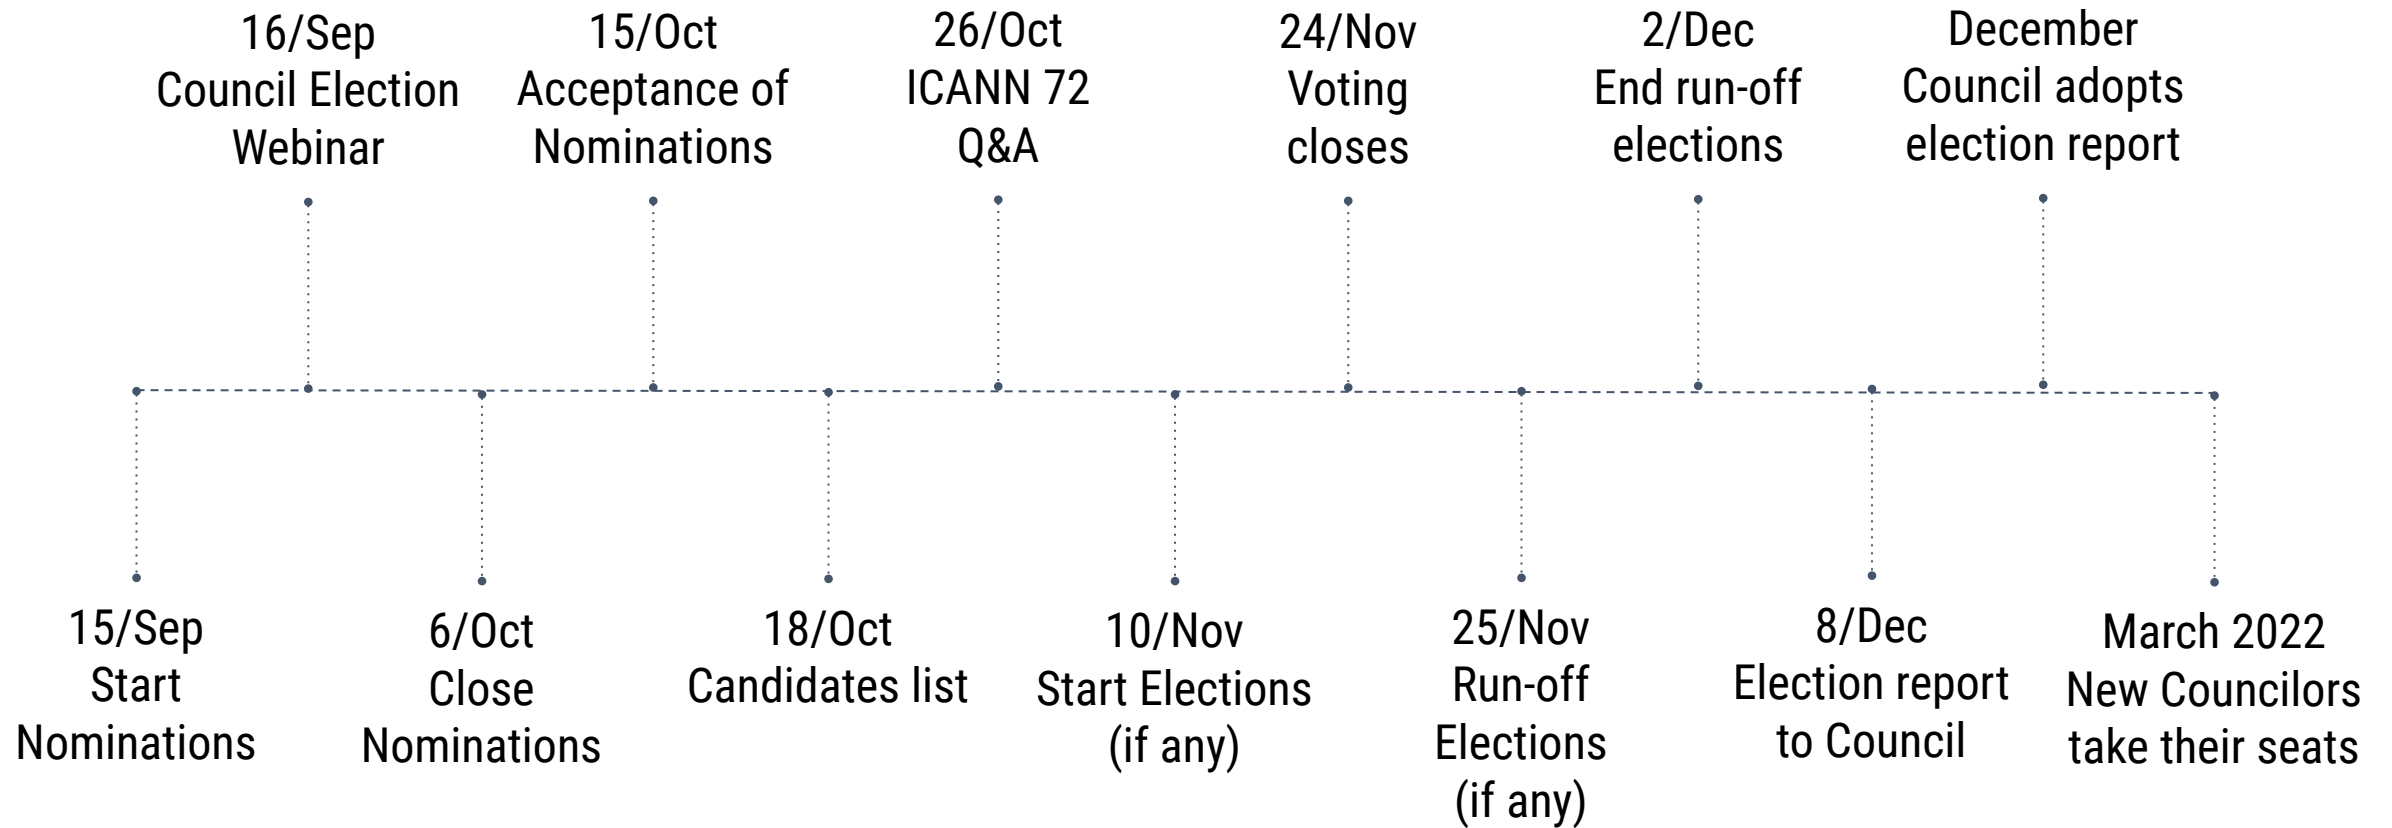 16/Sep
Council Election
Webinar
15/Oct
Acceptance of
Nominations
26/Oct
ICANN 72
Q&A
24/Nov
Voting
closes
2/Dec
End run-off
elections
December
Council adopts
election report
15/Sep
Start
Nominations
6/Oct
Close
Nominations
18/Oct
Candidates list
10/Nov
Start Elections
(if any)
25/Nov
Run-off
Elections
(if any)
8/Dec
Election report
to Council
March 2022
New Councilors
take their seats